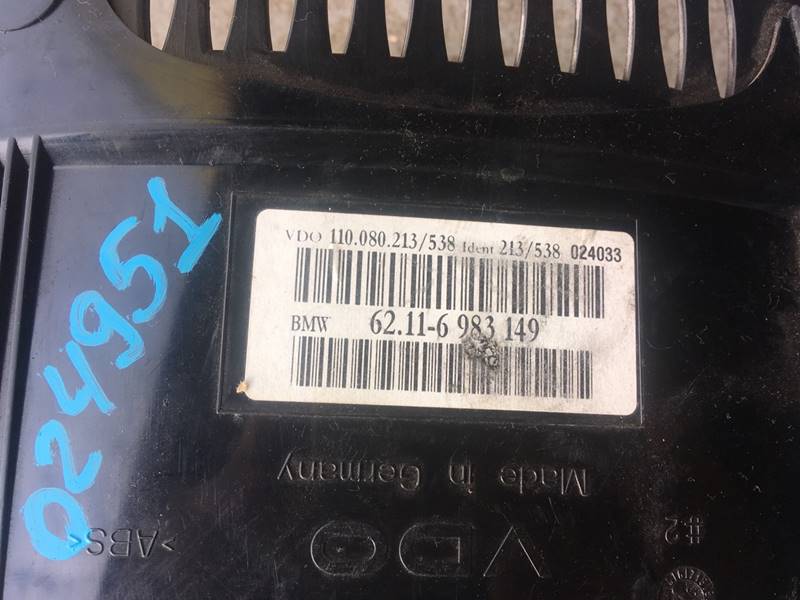 VDO 110.080.213/538 Ident 213/538 024033
BMW 62.11-6 983 149
024951
Made in Germany
VDO
>ABS<
#2